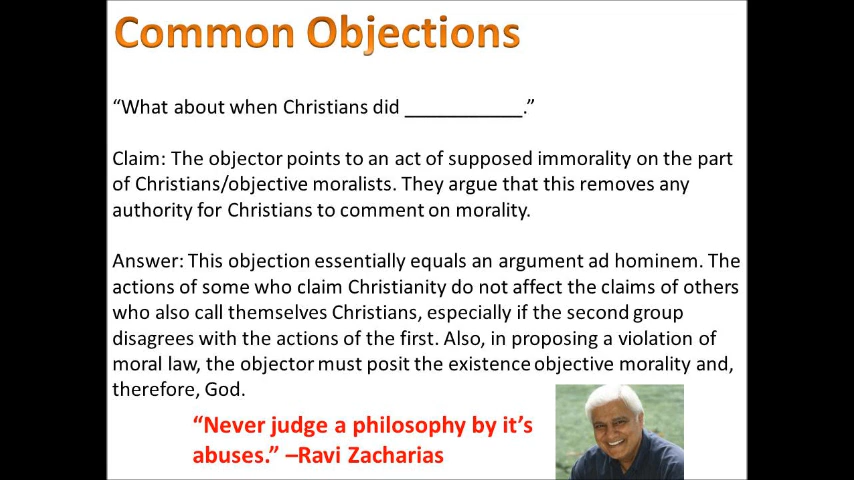 Common Objections
“What about when Christians did ___________.”
Claim: The objector points to an act of supposed immorality on the part
of Christians/objective moralists. They argue that this removes any
authority for Christians to comment on morality.
Answer: This objection essentially equals an argument ad hominem. The
actions of some who claim Christianity do not affect the claims of others
who also call themselves Christians, especially if the second group
disagrees with the actions of the first. Also, in proposing a violation of
moral law, the objector must posit the existence objective morality and,
therefore, God.
“Never judge a philosophy by it’s
abuses.” –Ravi Zacharias